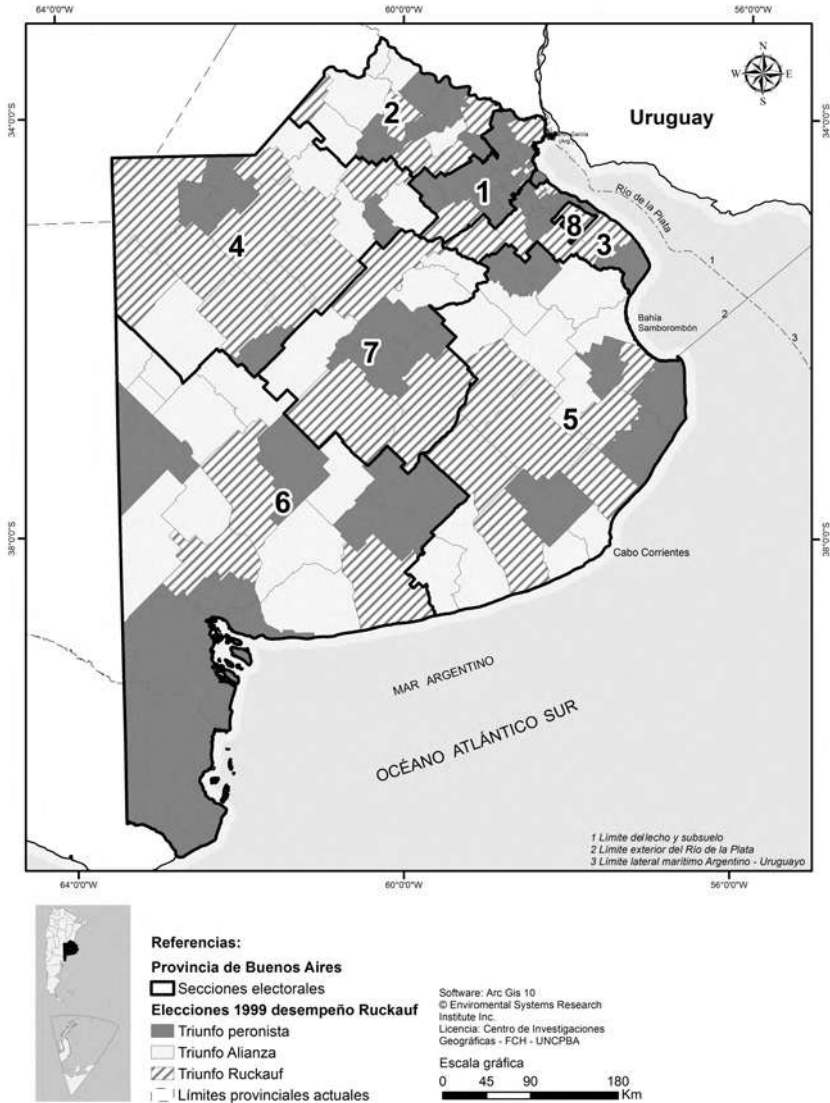 64°0'0"W 60°0'0"W 56°0'0"W
34°0'0"S 34°0'0"S
N
W E
S
Uruguay
Río de la Plata
2
1
8
3
4
1
Bahía
Samborombón
2
3
7
5
6
38°0'0"S 38°0'0"S
Cabo Corrientes
MAR ARGENTINO
OCÉANO ATLÁNTICO SUR
1 Límite del lecho y subsuelo
2 Límite exterior del Río de la Plata
3 Límite lateral marítimo Argentino - Uruguayo
64°0'0"W 60°0'0"W 56°0'0"W
Referencias:
Provincia de Buenos Aires
Secciones electorales
Elecciones 1999 desempeño Ruckauf
Triunfo peronista
Triunfo Alianza
Triunfo Ruckauf
Límites provinciales actuales
Software: Arc Gis 10
© Enviromental Systems Research
Institute Inc.
Licencia: Centro de Investigaciones
Geográficas - FCH - UNCPBA
Escala gráfica
0 45 90 180
Km